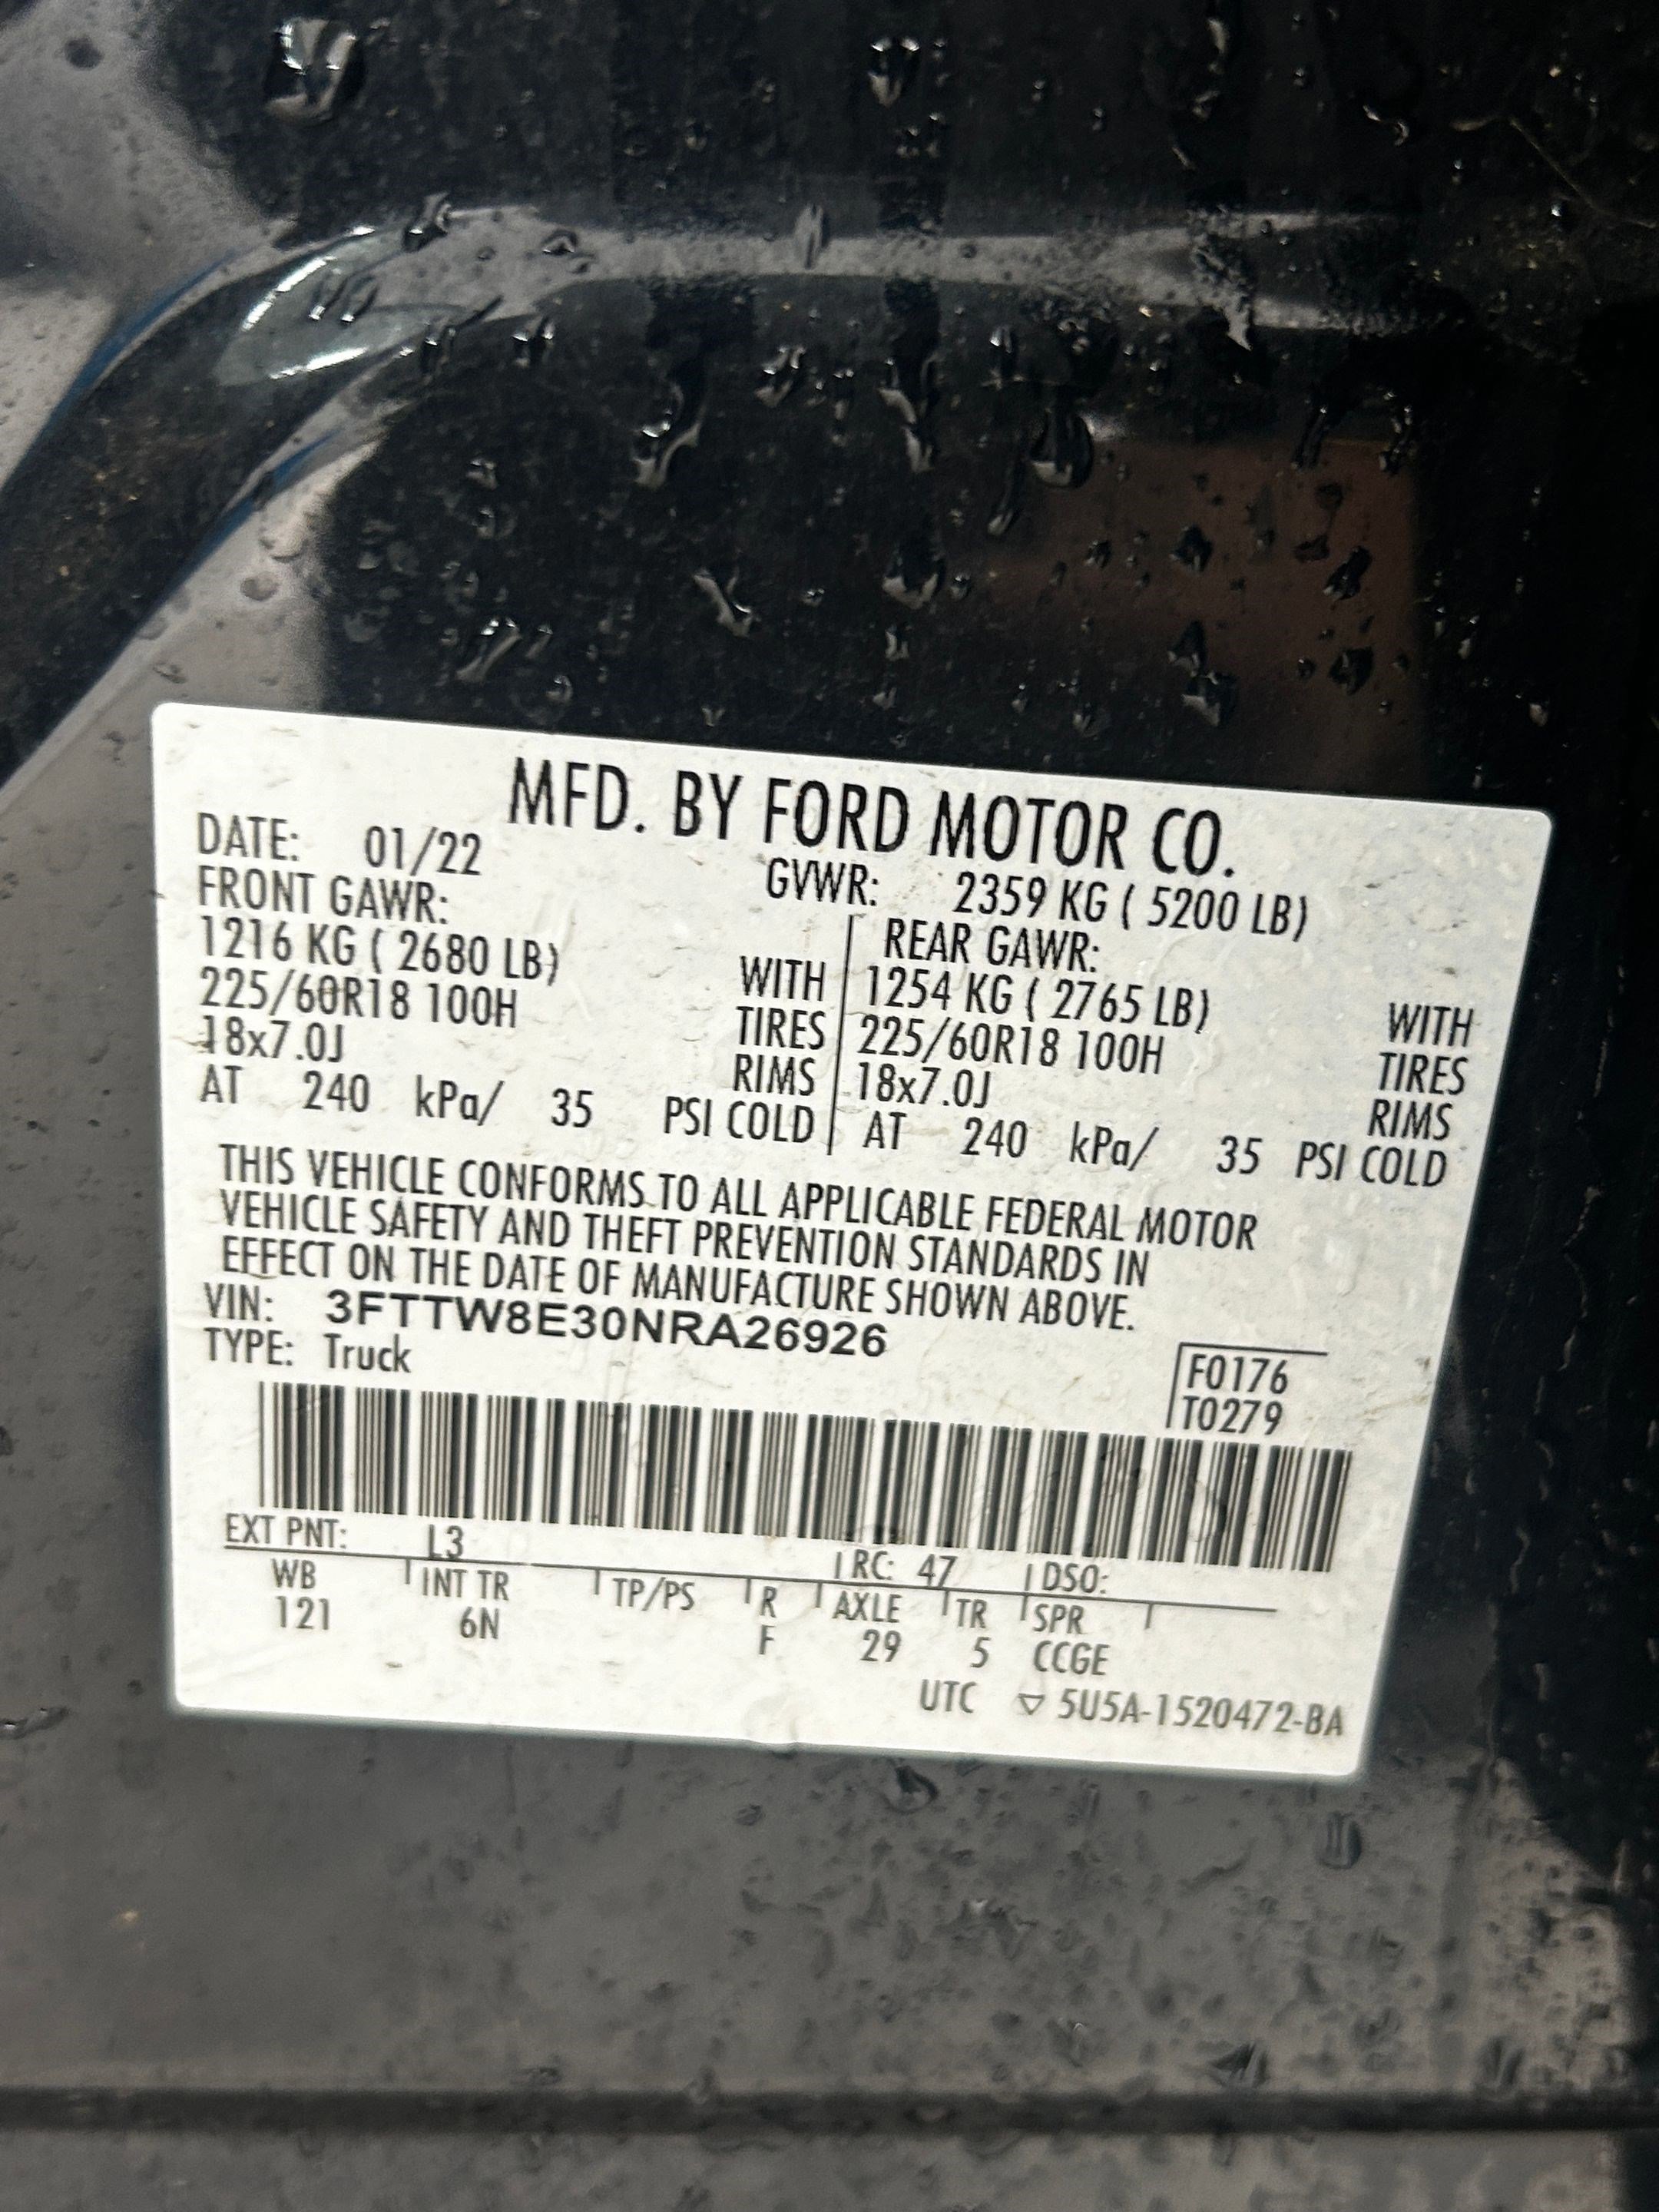 MFD. BY FORD MOTOR CO.
DATE: 01/22 GVWR: 2359 KG ( 5200 LB)
FRONT GAWR: REAR GAWR:
1216 KG ( 2680 LB) WITH 1254 KG ( 2765 LB) WITH
225/60R18 100H TIRES 225/60R18 100H TIRES
18x7.0J RIMS 18x7.0J RIMS
AT 240 kPa/ 35 PSI COLD AT 240 kPa/ 35 PSI COLD
THIS VEHICLE CONFORMS TO ALL APPLICABLE FEDERAL MOTOR
VEHICLE SAFETY AND THEFT PREVENTION STANDARDS IN
EFFECT ON THE DATE OF MANUFACTURE SHOWN ABOVE.
VIN: 3FTTW8E30NRA26926
TYPE: Truck
F0176
T0279
EXT PNT: L3 RC: 47 DSO:
WB INT TR TP/PS R AXLE TR SPR
121 6N F 29 5 CCGE
UTC ▽ 5U5A-1520472-BA